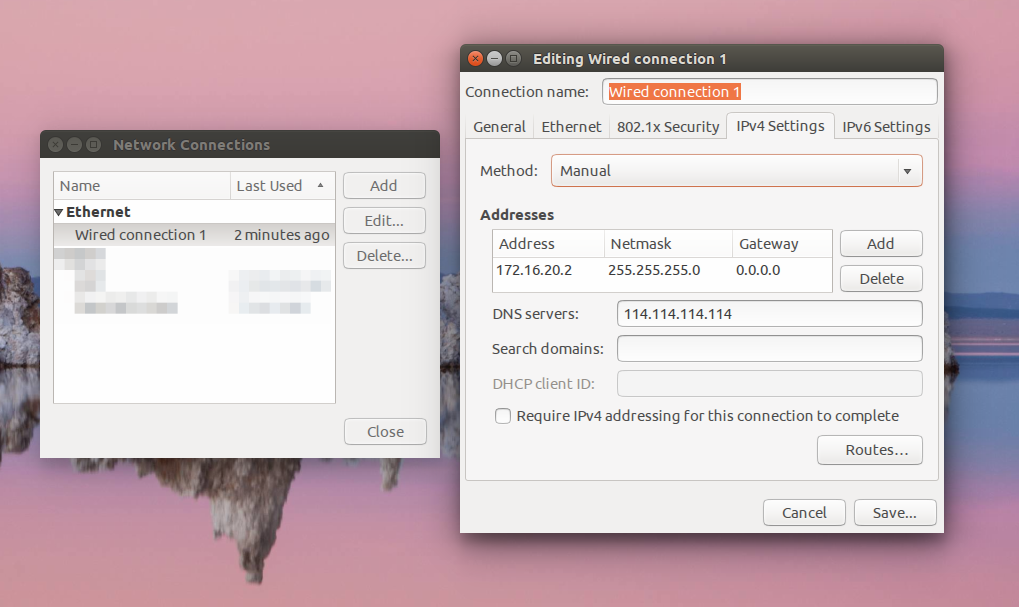 Network Connections
Name Last Used
Ethernet
Wired connection 1 2 minutes ago
Add
Edit...
Delete...
Close
Editing Wired connection 1
Connection name: Wired connection 1
General Ethernet 802.1x Security IPv4 Settings IPv6 Settings
Method: Manual
Addresses
Address Netmask Gateway
172.16.20.2 255.255.255.0 0.0.0.0
Add
Delete
DNS servers: 114.114.114.114
Search domains:
DHCP client ID:
Require IPv4 addressing for this connection to complete
Routes...
Cancel Save...